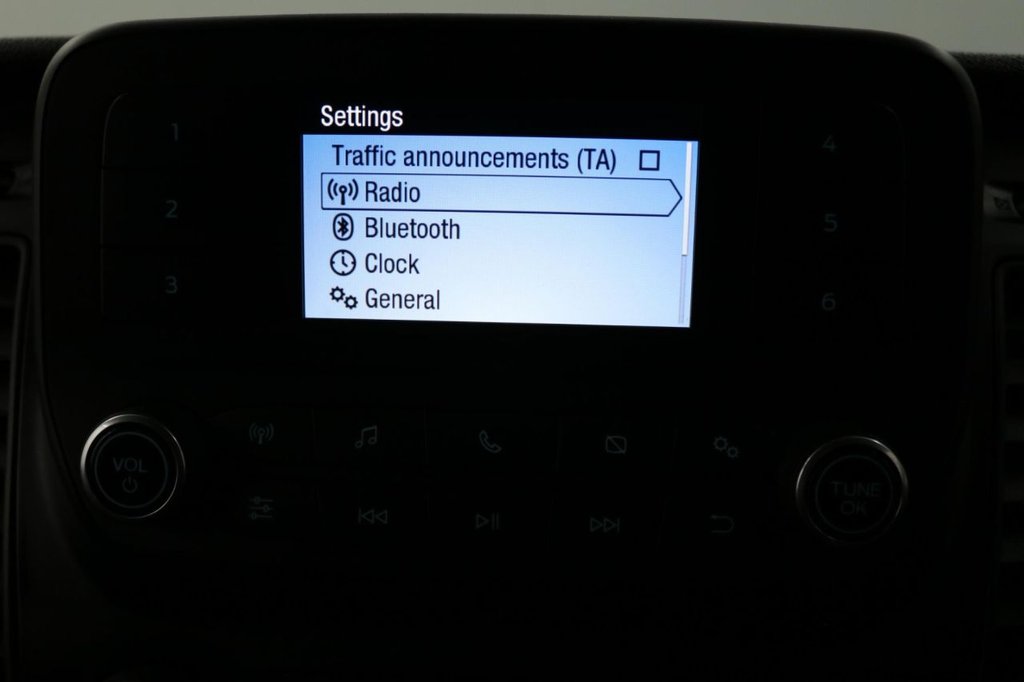 Settings
Traffic announcements (TA)
Radio
Bluetooth
Clock
General
1
2
3
4
5
6
VOL
TUNE
OK